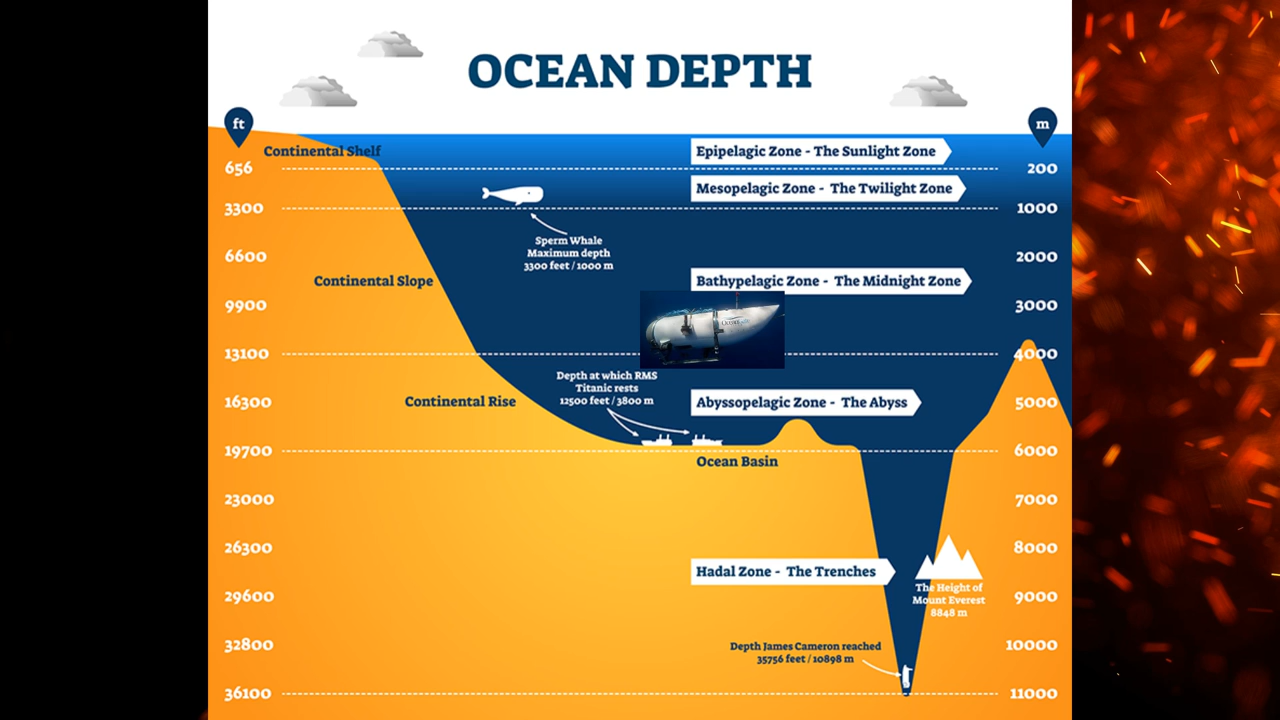 OCEAN DEPTH
ft
m
Continental Shelf
Epipelagic Zone - The Sunlight Zone
656
200
Mesopelagic Zone - The Twilight Zone
3300
1000
Sperm Whale
Maximum depth
3300 feet / 1000 m
6600
2000
Continental Slope
Bathypelagic Zone - The Midnight Zone
9900
3000
13100
4000
Depth at which RMS
Titanic rests
12500 feet / 3800 m
16300
Continental Rise
Abyssopelagic Zone - The Abyss
5000
19700
6000
Ocean Basin
23000
7000
26300
8000
Hadal Zone - The Trenches
The Height of
Mount Everest
8848 m
29600
9000
32800
10000
Depth James Cameron reached
35756 feet / 10898 m
36100
11000